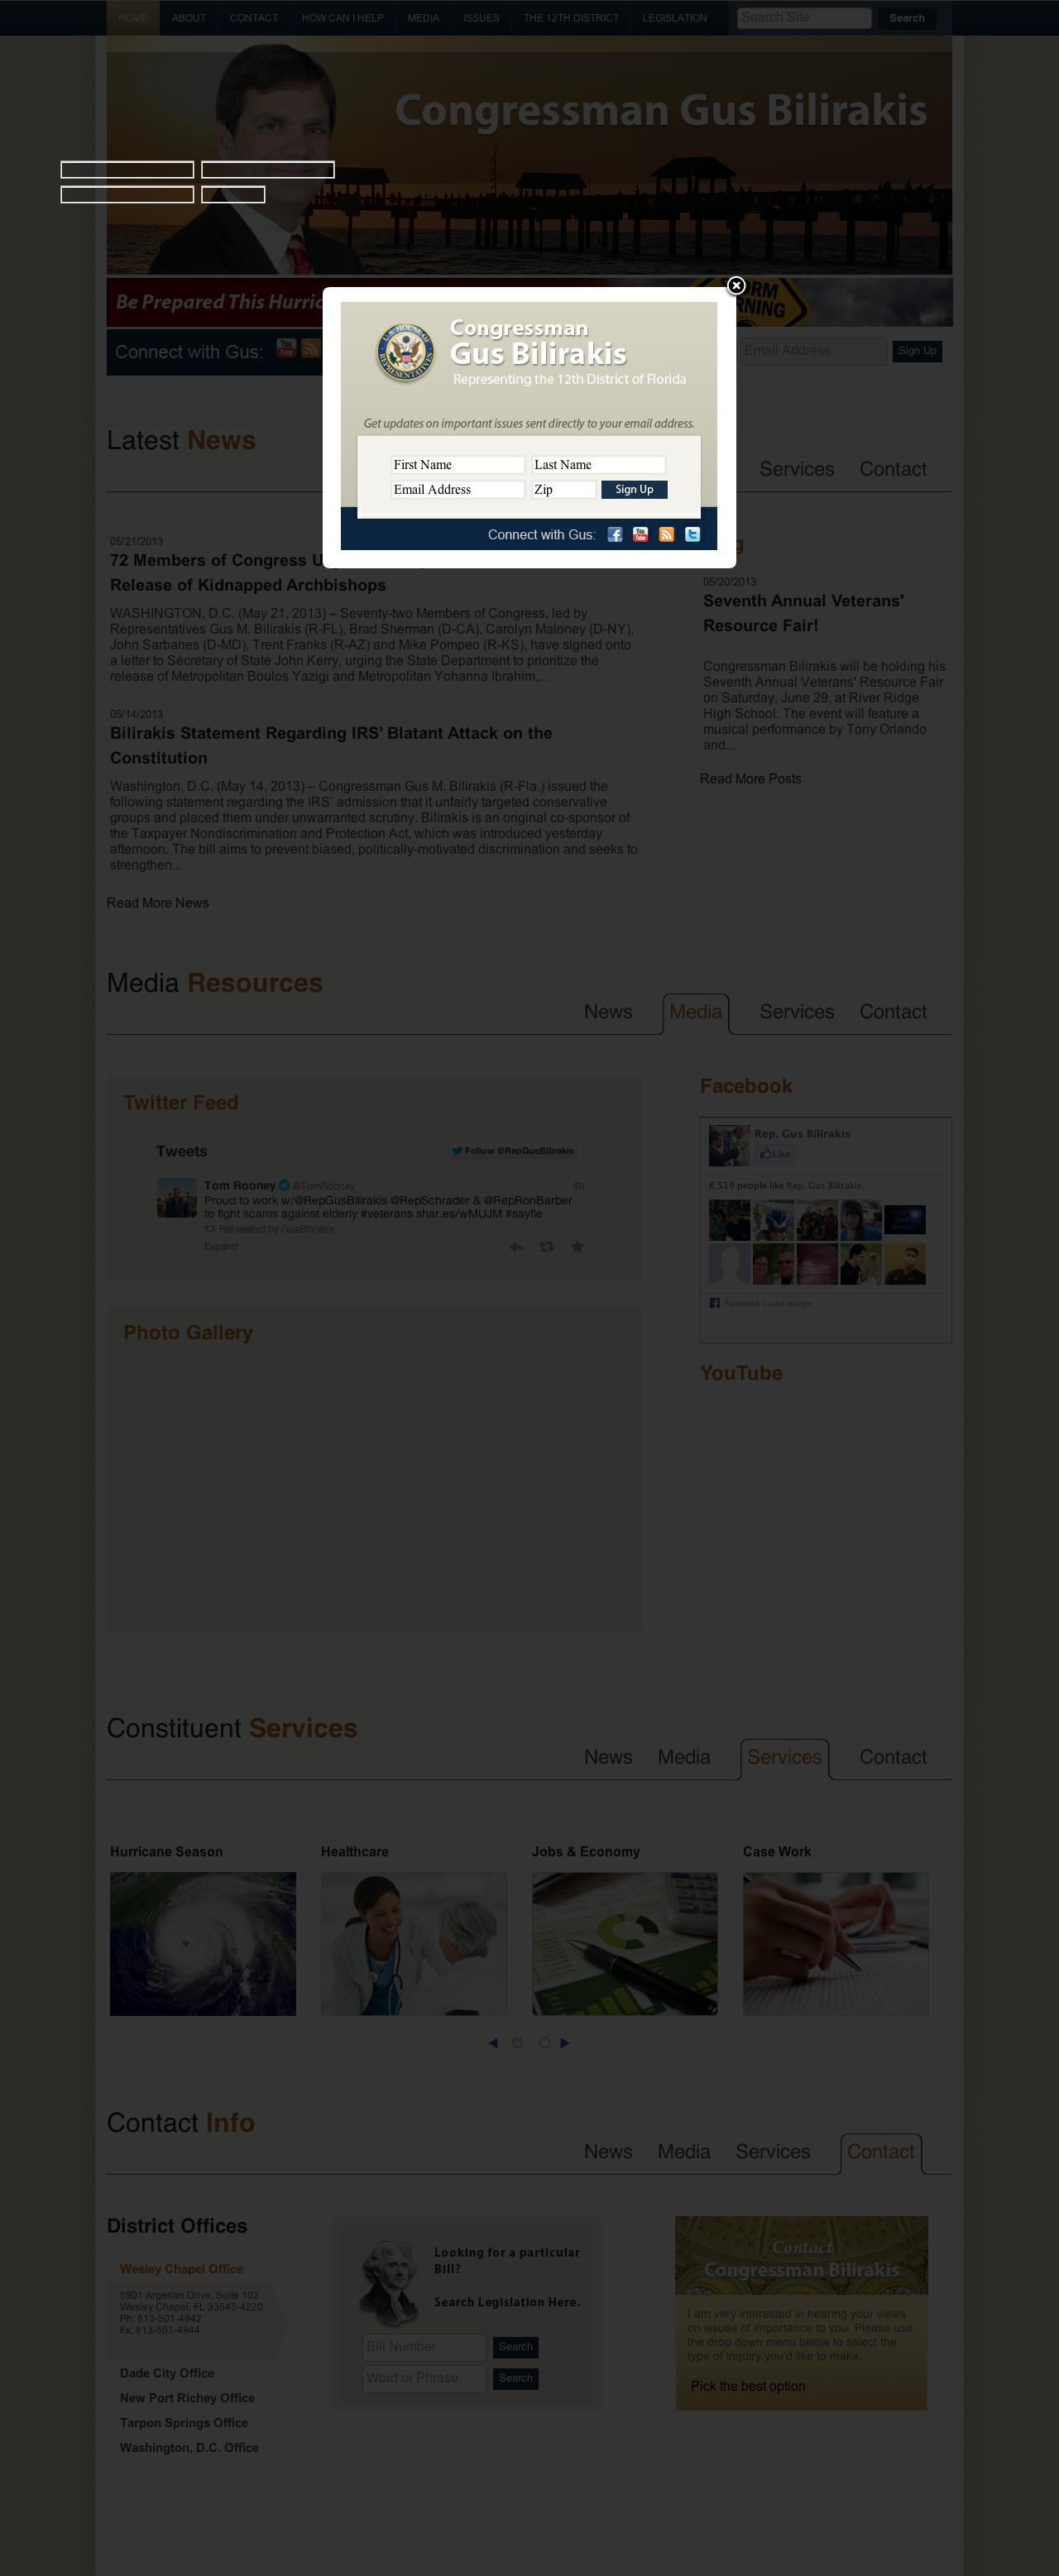 HOME ABOUT CONTACT HOW CAN I HELP MEDIA ISSUES THE 12TH DISTRICT LEGISLATION Search Site Search
Congressman Gus Bilirakis
Be Prepared This Hurric
Connect with Gus:
Email Address Sign Up
Congressman
Gus Bilirakis
Representing the 12th District of Florida
Get updates on important issues sent directly to your email address.
First Name Last Name
Email Address Zip Sign Up
Connect with Gus:
Latest News
Services Contact
05/21/2013
72 Members of Congress
Release of Kidnapped Archbishops
WASHINGTON, D.C. (May 21, 2013) – Seventy-two Members of Congress, led by
Representatives Gus M. Bilirakis (R-FL), Brad Sherman (D-CA), Carolyn Maloney (D-NY),
John Sarbanes (D-MD), Trent Franks (R-AZ) and Mike Pompeo (R-KS), have signed onto
a letter to Secretary of State John Kerry, urging the State Department to prioritize the
release of Metropolitan Boulos Yazigi and Metropolitan Yohanna Ibrahim,...
05/14/2013
Bilirakis Statement Regarding IRS’ Blatant Attack on the
Constitution
Washington, D.C. (May 14, 2013) – Congressman Gus M. Bilirakis (R-Fla.) issued the
following statement regarding the IRS’ admission that it unfairly targeted conservative
groups and placed them under unwarranted scrutiny. Bilirakis is an original co-sponsor of
the Taxpayer Nondiscrimination and Protection Act, which was introduced yesterday
afternoon. The bill aims to prevent biased, politically-motivated discrimination and seeks to
strengthen...
Read More News
05/20/2013
Seventh Annual Veterans'
Resource Fair!
Congressman Bilirakis will be holding his
Seventh Annual Veterans' Resource Fair
on Saturday, June 29, at River Ridge
High School. The event will feature a
musical performance by Tony Orlando
and...
Read More Posts
Media Resources
News Media Services Contact
Twitter Feed
Tweets Follow @RepGusBilirakis
Tom Rooney @TomRooney 6h
Proud to work w/@RepGusBilirakis @RepSchrader & @RepRonBarber
to fight scams against elderly #veterans shar.es/wMUJM #sayfie
Retweeted by GusBilirakis
Expand
Photo Gallery
Facebook
Rep. Gus Bilirakis
Like
6,519 people like Rep. Gus Bilirakis.
Facebook social plugin
YouTube
Constituent Services
News Media Services Contact
Hurricane Season Healthcare Jobs & Economy Case Work
Contact Info
News Media Services Contact
District Offices
Wesley Chapel Office
5901 Argerian Drive, Suite 102
Wesley Chapel, FL 33545-4220
Ph: 813-501-4942
Fx: 813-501-4944
Dade City Office
New Port Richey Office
Tarpon Springs Office
Washington, D.C. Office
Looking for a particular
Bill?
Search Legislation Here.
Bill Number Search
Word or Phrase Search
Contact
Congressman Bilirakis
I am very interested in hearing your views
on issues of importance to you. Please use
the drop down menu below to select the
type of inquiry you'd like to make.
Pick the best option